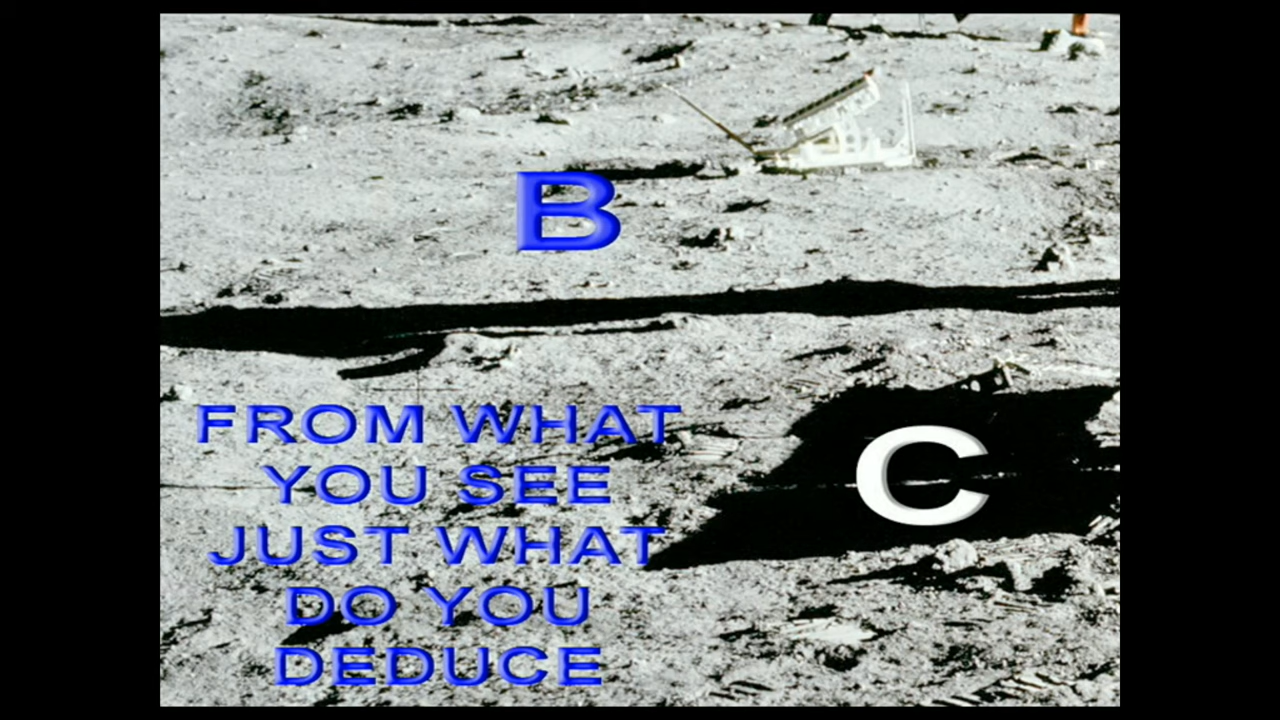 B
C
FROM WHAT
YOU SEE
JUST WHAT
DO YOU
DEDUCE